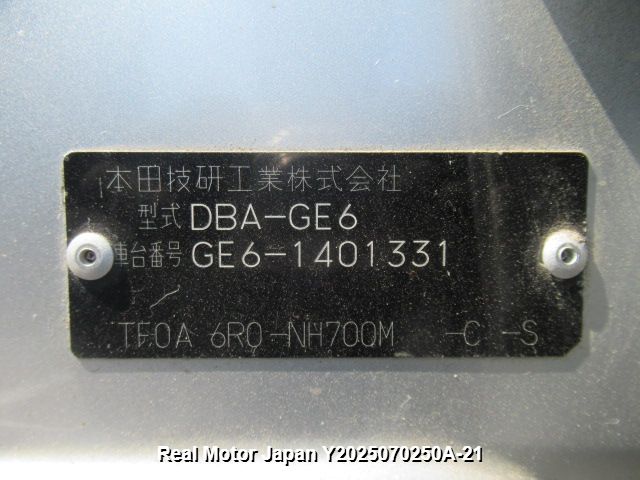 本田技研工業株式会社
型式 DBA-GE6
車台番号 GE6-1401331
TF0A 6R0-NH700M -C -S
Real Motor Japan Y2025070250A-21